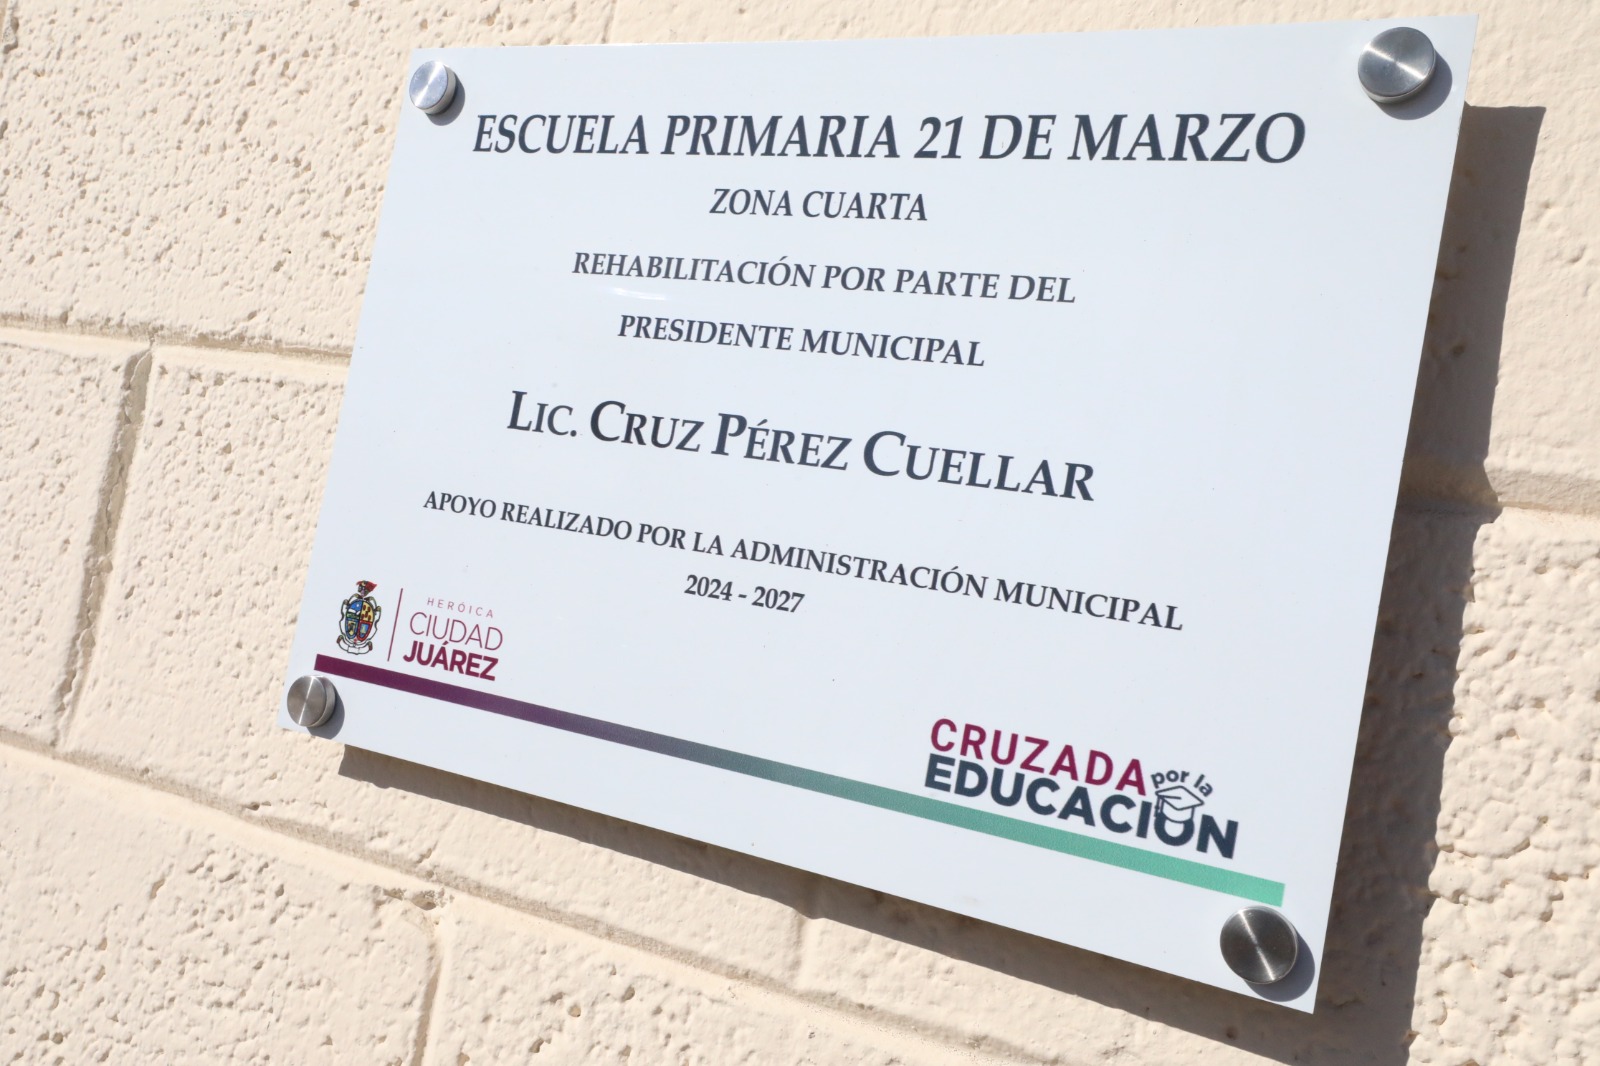 ESCUELA PRIMARIA 21 DE MARZO
ZONA CUARTA
REHABILITACIÓN POR PARTE DEL
PRESIDENTE MUNICIPAL
LIC. CRUZ PÉREZ CUELLAR
APOYO REALIZADO POR LA ADMINISTRACIÓN MUNICIPAL
2024 - 2027
HERÓICA
CIUDAD
JUÁREZ
CRUZADA
por la
EDUCACIÓN